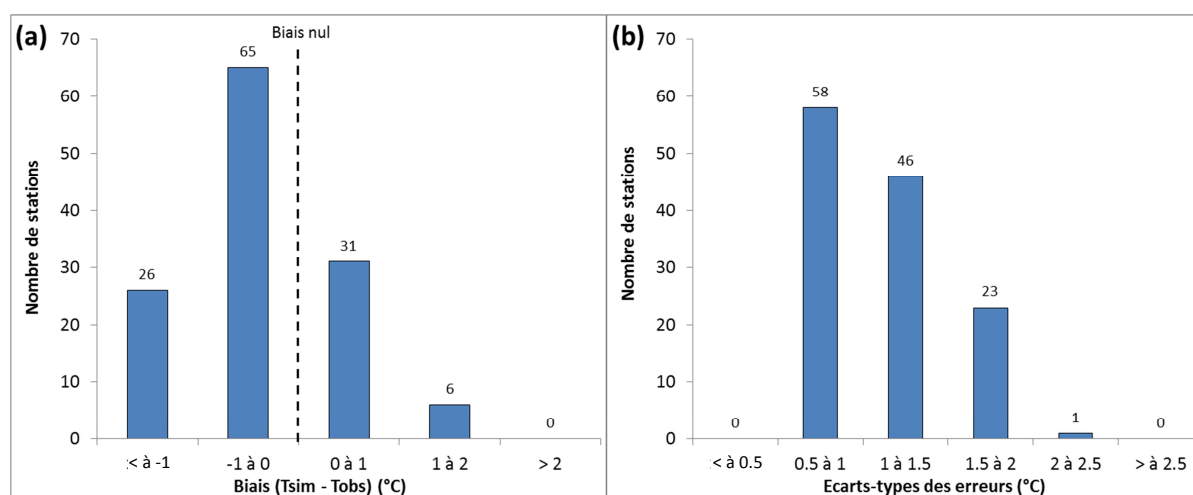 (a)
Biais nul
70
60
50
40
30
20
10
0
Nombre de stations
26
65
31
6
0
< à -1
-1 à 0
0 à 1
1 à 2
> 2
Biais (Tsim - Tobs) (°C)
(b)
70
60
50
40
30
20
10
0
Nombre de stations
0
58
46
23
1
0
< à 0.5
0.5 à 1
1 à 1.5
1.5 à 2
2 à 2.5
> à 2.5
Ecarts-types des erreurs (°C)